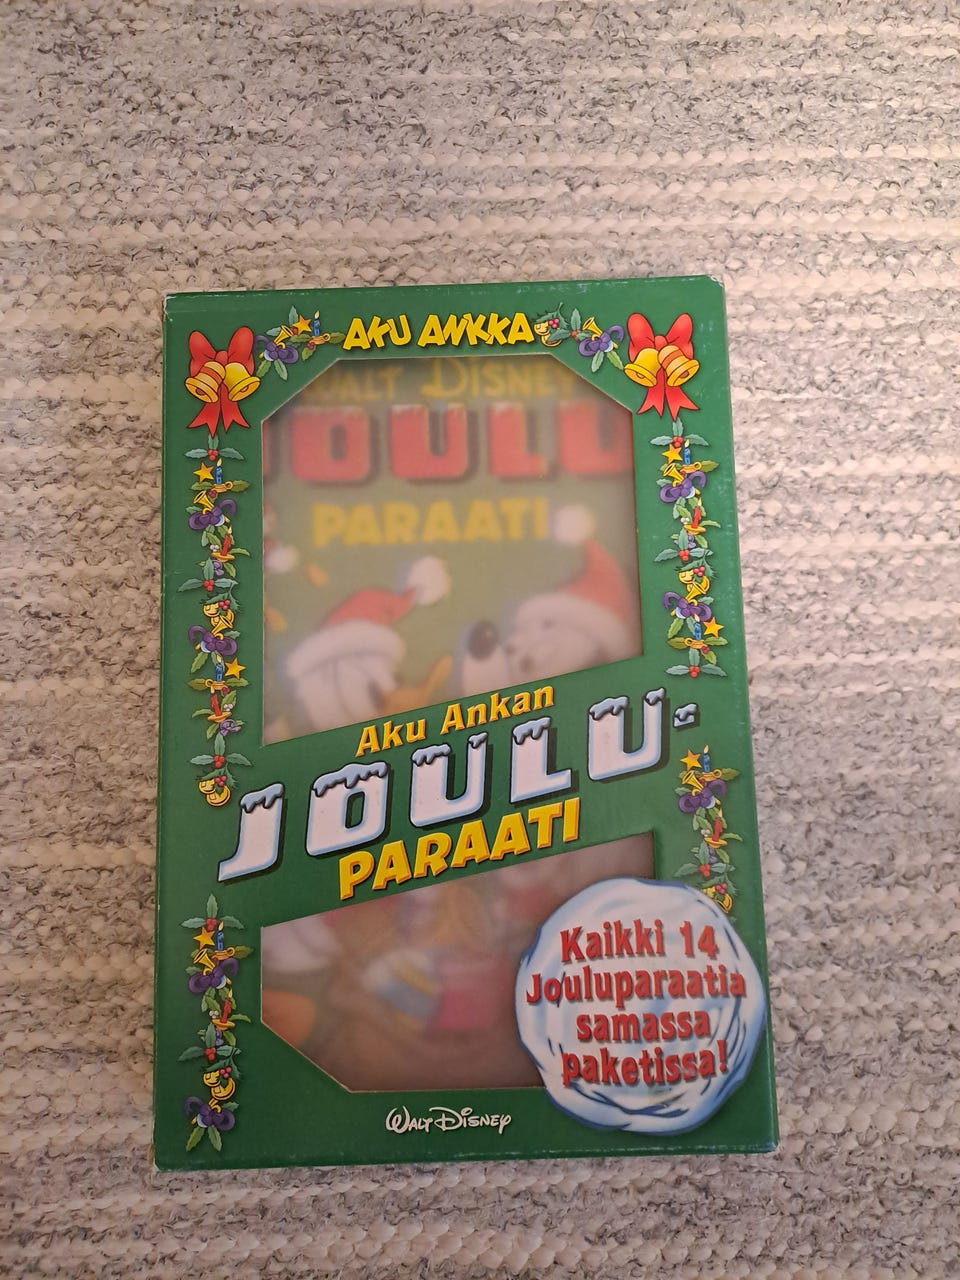 AKU ANKKA
WALT DISNEY
JOULU
PARAATI
Aku Ankan
JOULU-
PARAATI
Kaikki 14
Jouluparaatia
samassa
paketissa!
WALT DISNEY